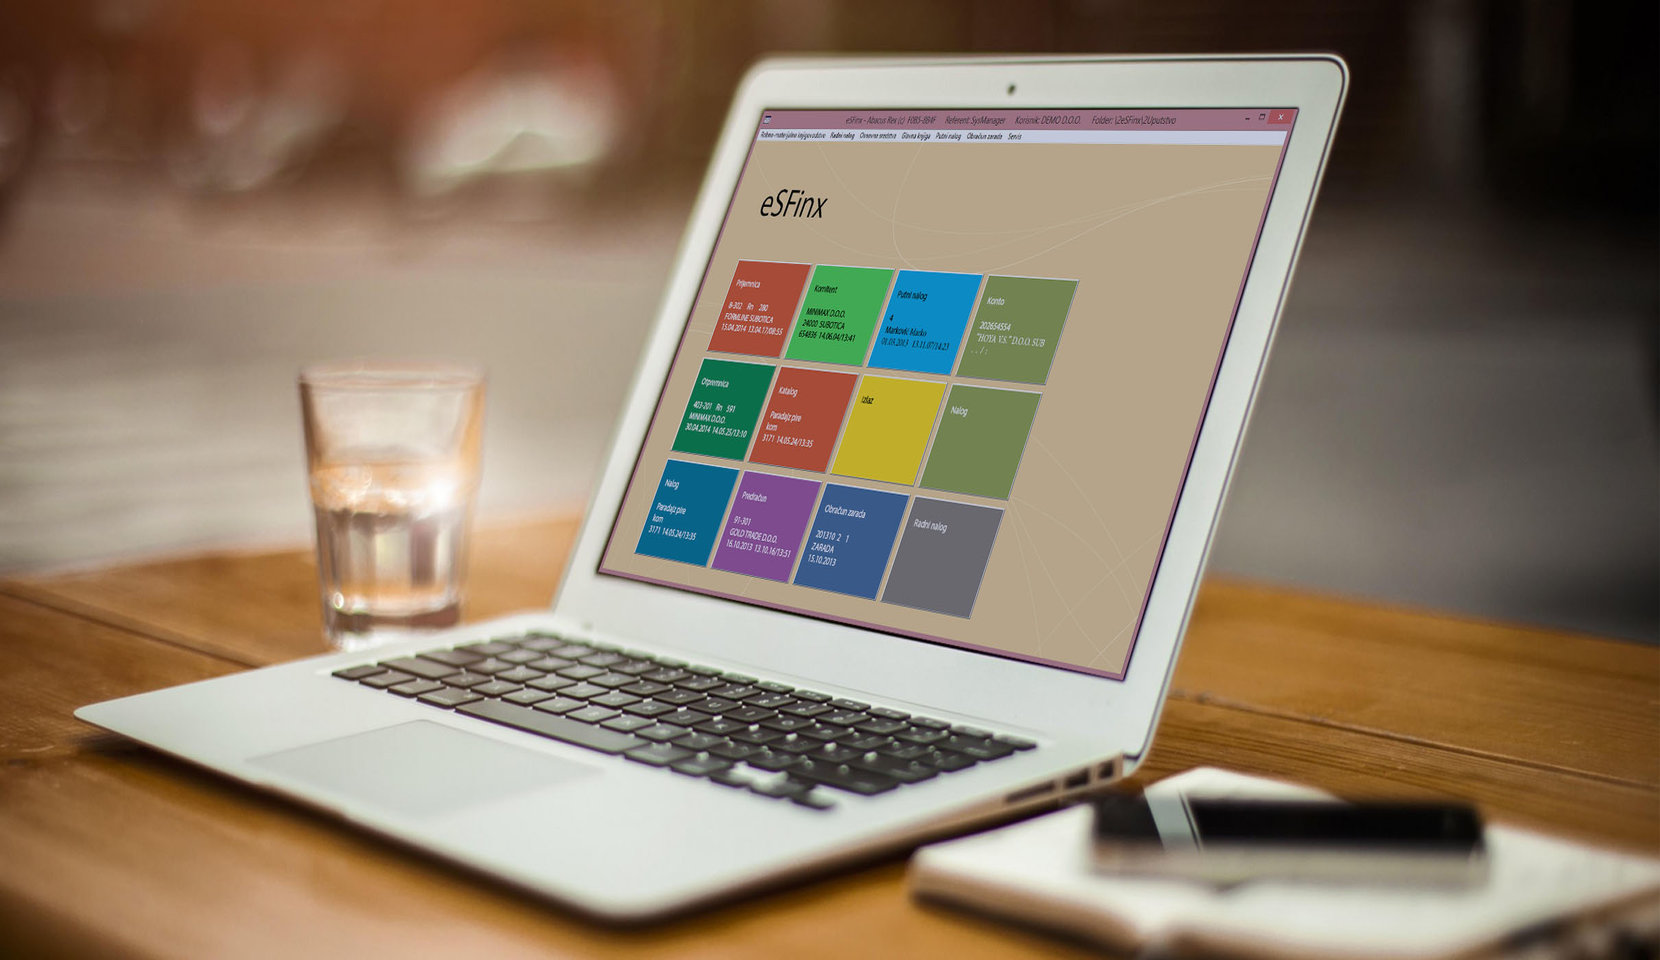 eSFinx - Abacus Rex (c) F0B5-8B4F Referent: SysManager Korisnik: DEMO D.O.O. Folder: \ZeSFinx\ZUputstvo
Robno-materijalno knjigovodstvo Radni nalog Osnovna sredstva Glavna knjiga Putni nalog Obračun zarada Servis
eSFinx
Prijemnica
8-302 Rn 280
FORMLINE SUBOTICA
15.04.2014 13.04.17/08:55
Komitent
MINIMAX D.O.O.
24000 SUBOTICA
654836 14.06.04/13:41
Putni nalog
4
Markovic Marko
01.03.2013 13.11.07/14:23
Konto
202654554
"HOYA V.S." D.O.O. SUB
. . / :
Otpremnica
403-201 Rn 591
MINIMAX D.O.O.
30.04.2014 14.05.25/13:10
Katalog
Paradajz pire
kom
3171 14.05.24/13:35
Izlaz
Nalog
Nalog
Paradajz pire
kom
3171 14.05.24/13:35
Predračun
91-301
GOLD TRADE D.O.O.
16.10.2013 13.10.16/13:51
Obračun zarada
201310 2 1
ZARADA
15.10.2013
Radni nalog